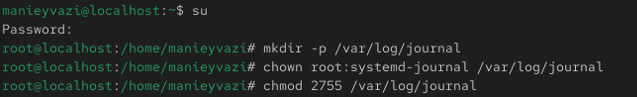 manieyvazi@localhost:~$ su
Password:
root@localhost:/home/manieyvazi# mkdir -p /var/log/journal
root@localhost:/home/manieyvazi# chown root:systemd-journal /var/log/journal
root@localhost:/home/manieyvazi# chmod 2755 /var/log/journal